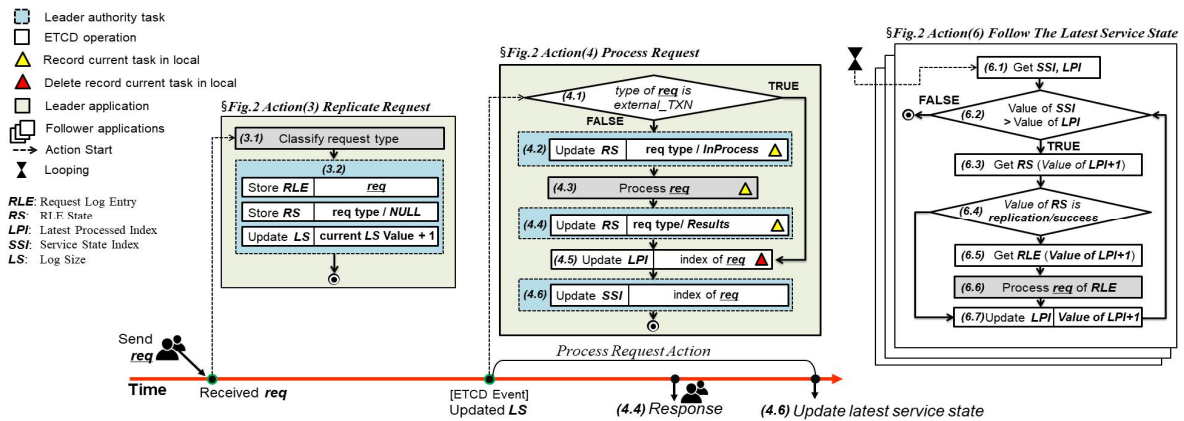 Leader authority task
ETCD operation
Record current task in local
Delete record current task in local
Leader application
Follower applications
Action Start
Looping
RLE: Request Log Entry
RS: RLE State
LPI: Latest Processed Index
SSI: Service State Index
LS: Log Size
§Fig.2 Action(3) Replicate Request
(3.1) Classify request type
(3.2)
Store RLE req
Store RS req type / NULL
Update LS current LS Value + 1
§Fig.2 Action(4) Process Request
(4.1) type of req is
external_TXN
TRUE
FALSE
(4.2) Update RS req type / InProcess
(4.3) Process req
(4.4) Update RS req type/ Results
(4.5) Update LPI index of req
(4.6) Update SSI index of req
§Fig.2 Action(6) Follow The Latest Service State
(6.1) Get SSI, LPI
FALSE
(6.2) Value of SSI
> Value of LPI
TRUE
(6.3) Get RS (Value of LPI+1)
(6.4) Value of RS is
replication/success
(6.5) Get RLE (Value of LPI+1)
(6.6) Process req of RLE
(6.7) Update LPI Value of LPI+1
Send
req
Process Request Action
Time
Received req
[ETCD Event]
Updated LS
(4.4) Response
(4.6) Update latest service state